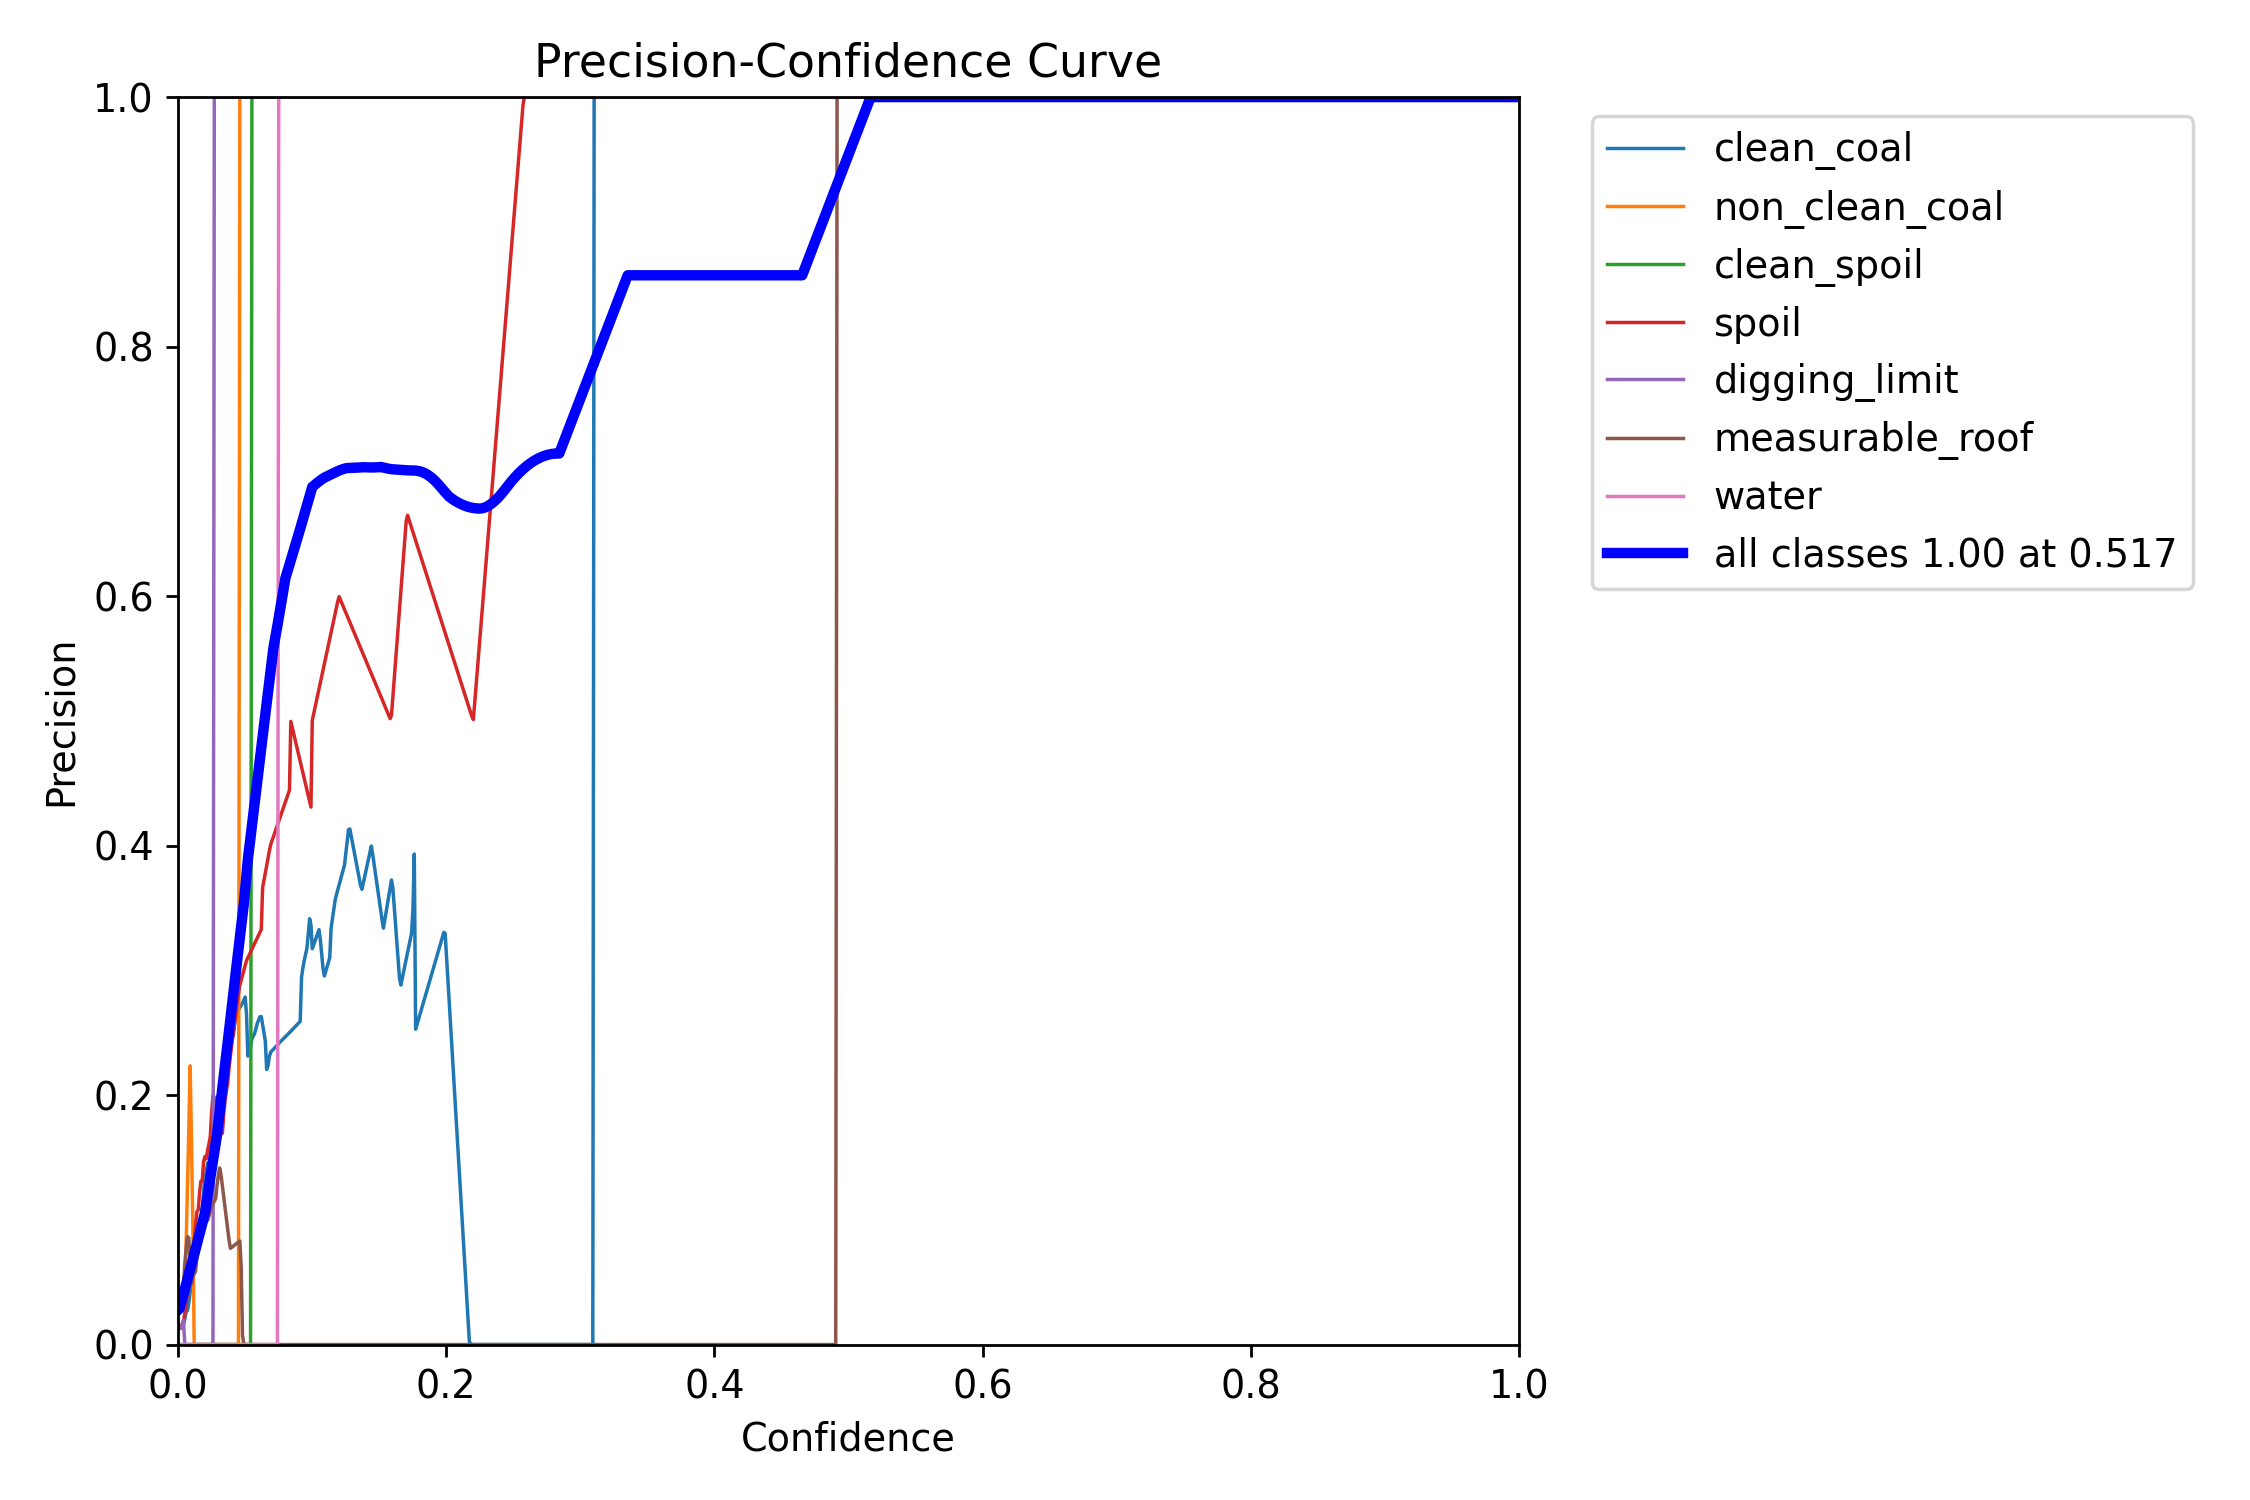 Precision-Confidence Curve
1.0
0.8
0.6
0.4
0.2
0.0
Precision
0.0 0.2 0.4 0.6 0.8 1.0
Confidence
clean_coal
non_clean_coal
clean_spoil
spoil
digging_limit
measurable_roof
water
all classes 1.00 at 0.517